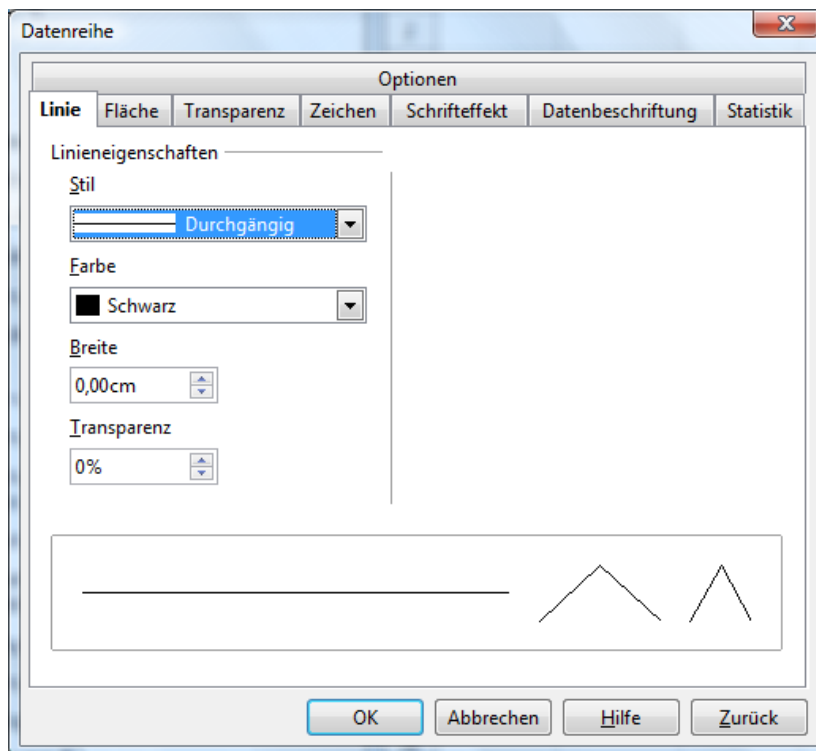 Datenreihe
Optionen
Linie Fläche Transparenz Zeichen Schrifteffekt Datenbeschriftung Statistik
Linieneigenschaften
Stil
Durchgängig
Farbe
Schwarz
Breite
0,00cm
Transparenz
0%
OK Abbrechen Hilfe Zurück